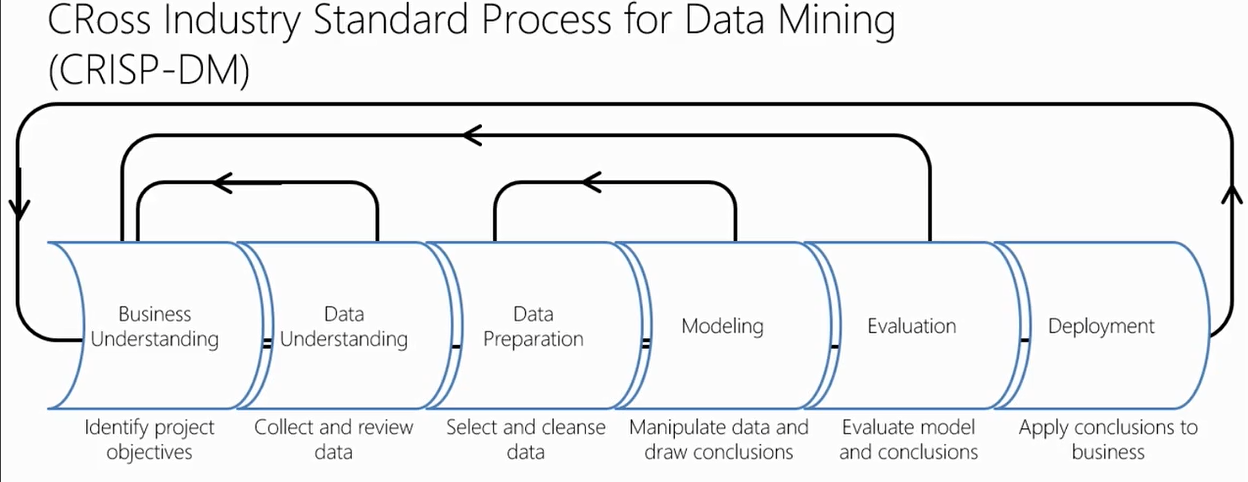 CRoss Industry Standard Process for Data Mining
(CRISP-DM)
Business
Understanding
Data
Understanding
Data
Preparation
Modeling
Evaluation
Deployment
Identify project
objectives
Collect and review
data
Select and cleanse
data
Manipulate data and
draw conclusions
Evaluate model
and conclusions
Apply conclusions to
business